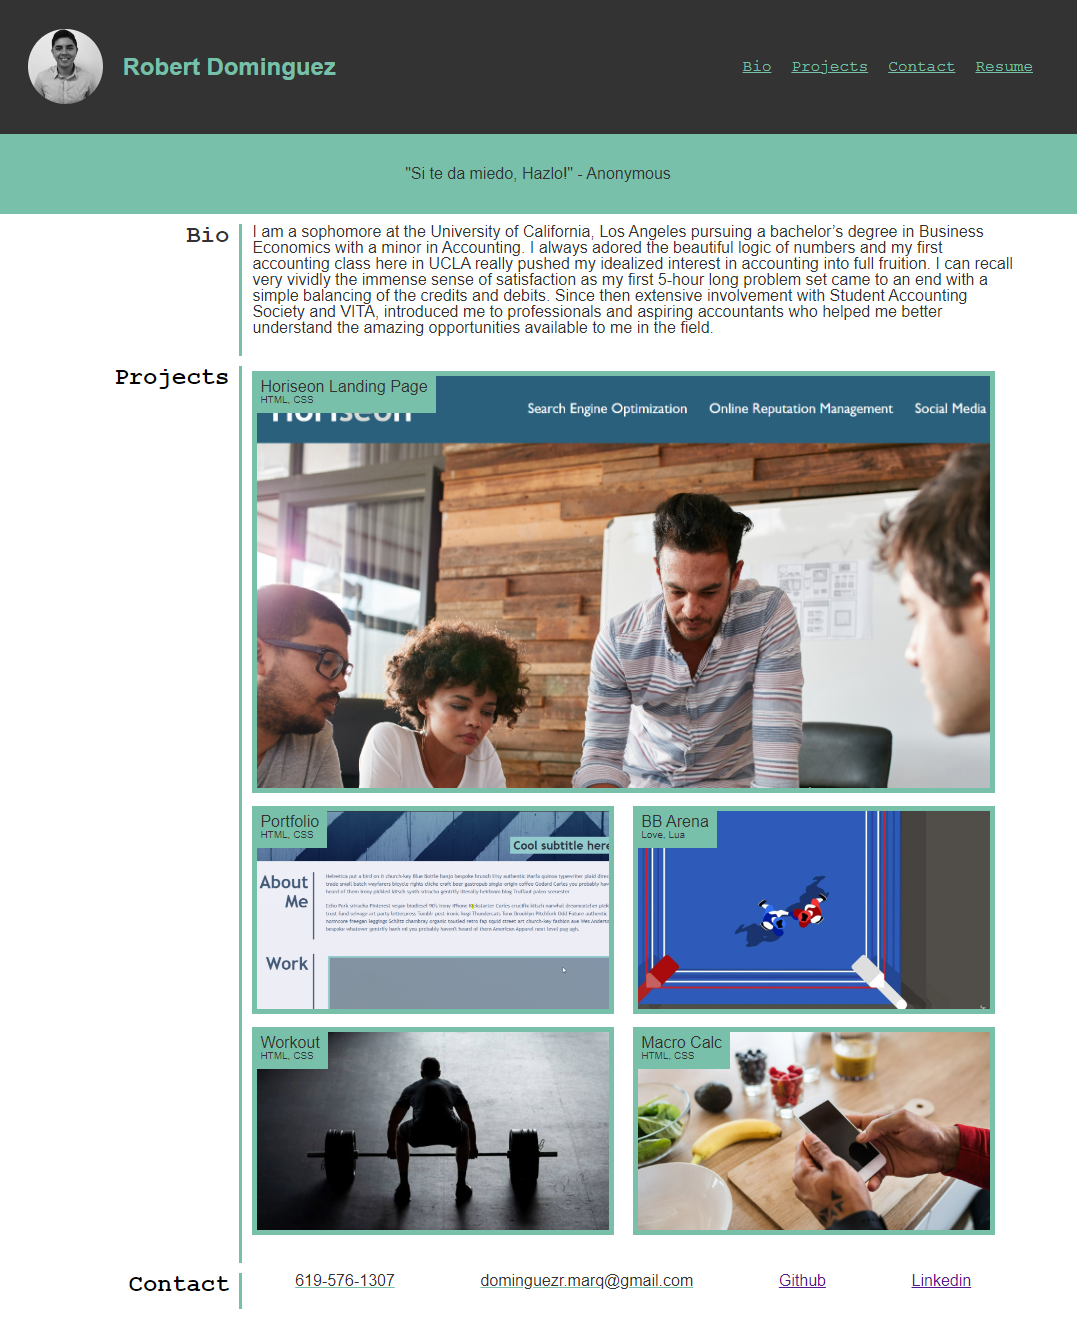 Robert Dominguez
Bio Projects Contact Resume
"Si te da miedo, Hazlo!" - Anonymous
Bio
I am a sophomore at the University of California, Los Angeles pursuing a bachelor’s degree in Business
Economics with a minor in Accounting. I always adored the beautiful logic of numbers and my first
accounting class here in UCLA really pushed my idealized interest in accounting into full fruition. I can recall
very vividly the immense sense of satisfaction as my first 5-hour long problem set came to an end with a
simple balancing of the credits and debits. Since then extensive involvement with Student Accounting
Society and VITA, introduced me to professionals and aspiring accountants who helped me better
understand the amazing opportunities available to me in the field.
Projects
Horiseon Landing Page
HTML, CSS
Horiseon
Search Engine Optimization Online Reputation Management Social Media
Portfolio
HTML, CSS
Cool subtitle here
About
Me
Work
BB Arena
Love, Lua
Workout
HTML, CSS
Macro Calc
HTML, CSS
Contact
619-576-1307 dominguezr.marq@gmail.com Github Linkedin